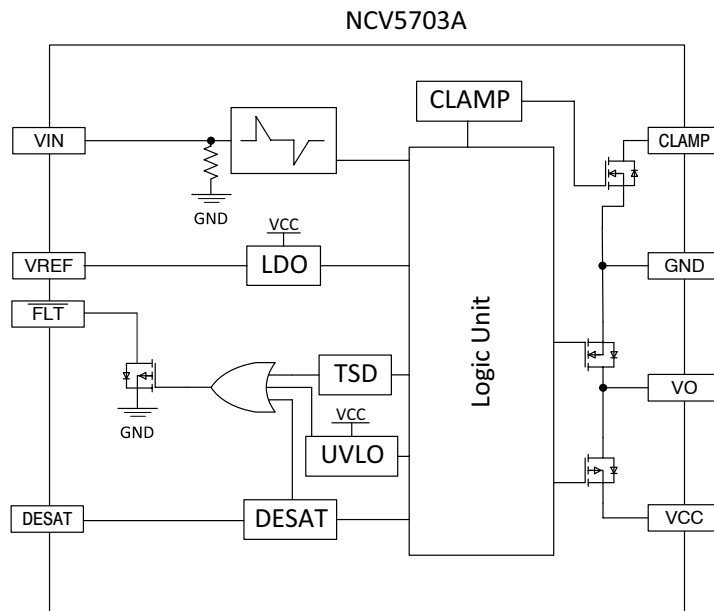 NCV5703A
CLAMP
VIN
CLAMP
GND
VCC
VREF
LDO
GND
FLT
Logic Unit
TSD
VO
GND
VCC
UVLO
DESAT
DESAT
VCC